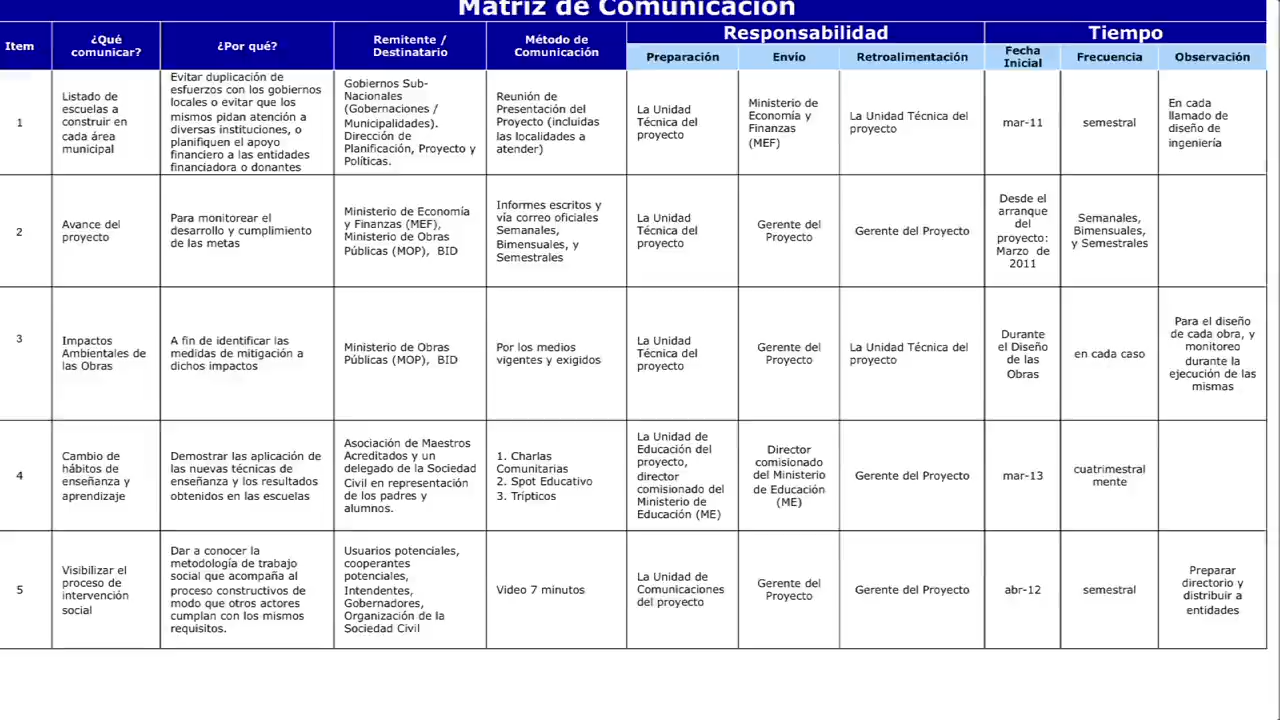 Matriz de Comunicación
Item
¿Qué
comunicar?
¿Por qué?
Remitente /
Destinatario
Método de
Comunicación
Responsabilidad
Tiempo
Preparación
Envío
Retroalimentación
Fecha
Inicial
Frecuencia
Observación
1
Listado de
escuelas a
construir en
cada área
municipal
Evitar duplicación de
esfuerzos con los gobiernos
locales o evitar que los
mismos pidan atención a
diversas instituciones, o
planifiquen el apoyo
financiero a las entidades
financiadora o donantes
Gobiernos Sub-
Nacionales
(Gobernaciones /
Municipalidades).
Dirección de
Planificación, Proyecto y
Políticas.
Reunión de
Presentación del
Proyecto (incluidas
las localidades a
atender)
La Unidad
Técnica del
proyecto
Ministerio de
Economía y
Finanzas
(MEF)
La Unidad Técnica del
proyecto
mar-11
semestral
En cada
llamado de
diseño de
ingeniería
2
Avance del
proyecto
Para monitorear el
desarrollo y cumplimiento
de las metas
Ministerio de Economía
y Finanzas (MEF),
Ministerio de Obras
Públicas (MOP), BID
Informes escritos y
vía correo oficiales
Semanales,
Bimensuales, y
Semestrales
La Unidad
Técnica del
proyecto
Gerente del
Proyecto
Gerente del Proyecto
Desde el
arranque
del
proyecto:
Marzo de
2011
Semanales,
Bimensuales,
y Semestrales
3
Impactos
Ambientales de
las Obras
A fin de identificar las
medidas de mitigación a
dichos impactos
Ministerio de Obras
Públicas (MOP), BID
Por los medios
vigentes y exigidos
La Unidad
Técnica del
proyecto
Gerente del
Proyecto
La Unidad Técnica del
proyecto
Durante
el Diseño
de las
Obras
en cada caso
Para el diseño
de cada obra, y
monitoreo
durante la
ejecución de las
mismas
4
Cambio de
hábitos de
enseñanza y
aprendizaje
Demostrar las aplicación de
las nuevas técnicas de
enseñanza y los resultados
obtenidos en las escuelas
Asociación de Maestros
Acreditados y un
delegado de la Sociedad
Civil en representación
de los padres y
alumnos.
1. Charlas
Comunitarias
2. Spot Educativo
3. Trípticos
La Unidad de
Educación del
proyecto,
director
comisionado del
Ministerio de
Educación (ME)
Director
comisionado
del Ministerio
de Educación
(ME)
Gerente del Proyecto
mar-13
cuatrimestral
mente
5
Visibilizar el
proceso de
intervención
social
Dar a conocer la
metodología de trabajo
social que acompaña al
proceso constructivos de
modo que otros actores
cumplan con los mismos
requisitos.
Usuarios potenciales,
cooperantes
potenciales,
Intendentes,
Gobernadores,
Organización de la
Sociedad Civil
Video 7 minutos
La Unidad de
Comunicaciones
del proyecto
Gerente del
Proyecto
Gerente del Proyecto
abr-12
semestral
Preparar
directorio y
distribuir a
entidades